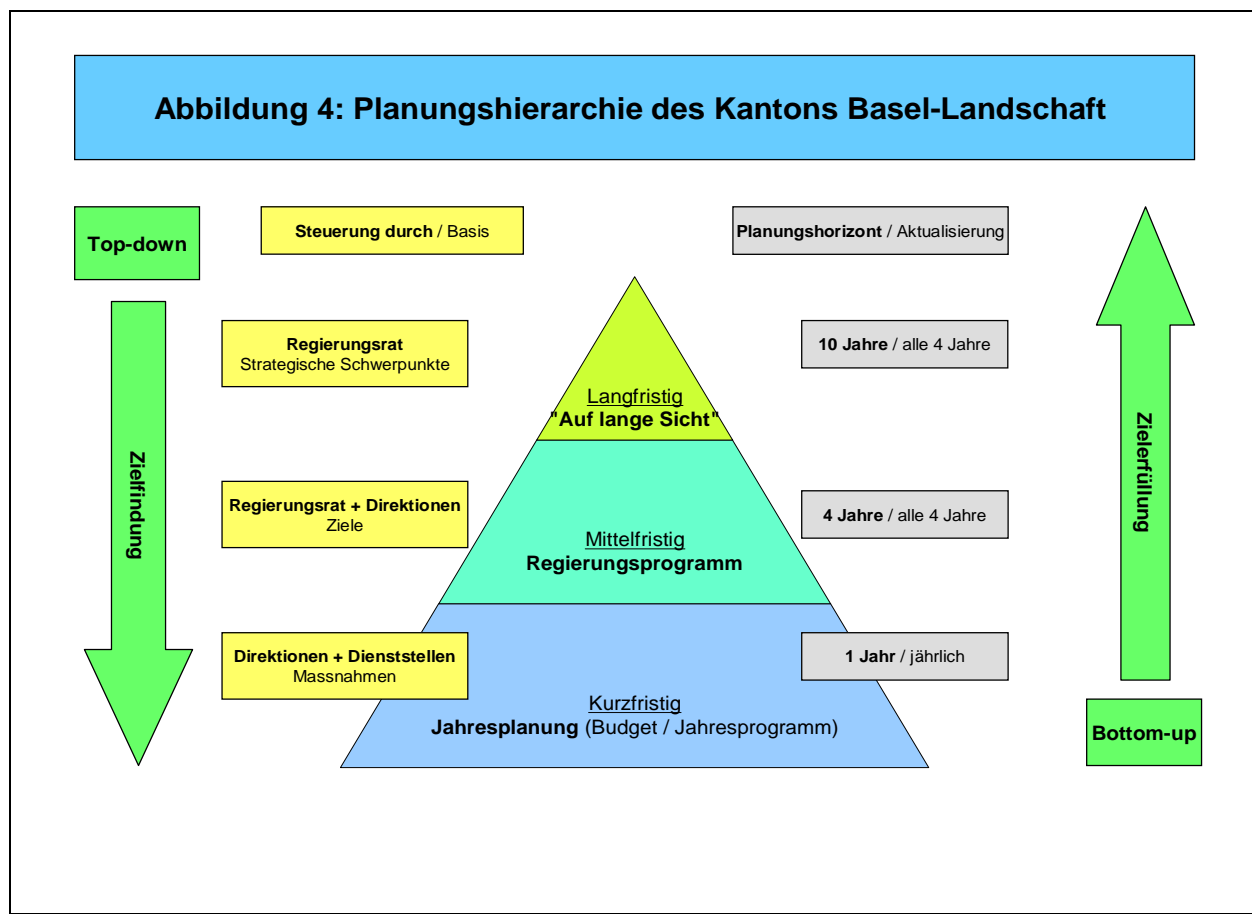 Abbildung 4: Planungshierarchie des Kantons Basel-Landschaft
Top-down
Steuerung durch / Basis
Planungshorizont / Aktualisierung
Regierungsrat
Strategische Schwerpunkte
10 Jahre / alle 4 Jahre
Langfristig
"Auf lange Sicht"
Zielfindung
Zielerfüllung
Regierungsrat + Direktionen
Ziele
4 Jahre / alle 4 Jahre
Mittelfristig
Regierungsprogramm
Direktionen + Dienststellen
Massnahmen
1 Jahr / jährlich
Kurzfristig
Jahresplanung (Budget / Jahresprogramm)
Bottom-up